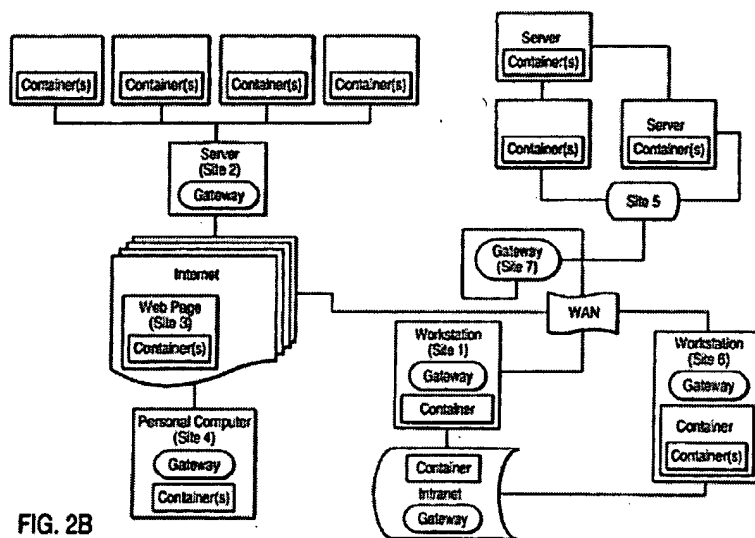 Container(s)
Container(s)
Container(s)
Container(s)
Server
(Site 2)
Gateway
Internet
Web Page
(Site 3)
Container(s)
Personal Computer
(Site 4)
Gateway
Container(s)
Server
Container(s)
Container(s)
Server
Container(s)
Site 5
Gateway
(Site 7)
WAN
Workstation
(Site 1)
Gateway
Container
Container
Intranet
Gateway
Workstation
(Site 6)
Gateway
Container
Container(s)
FIG. 2B